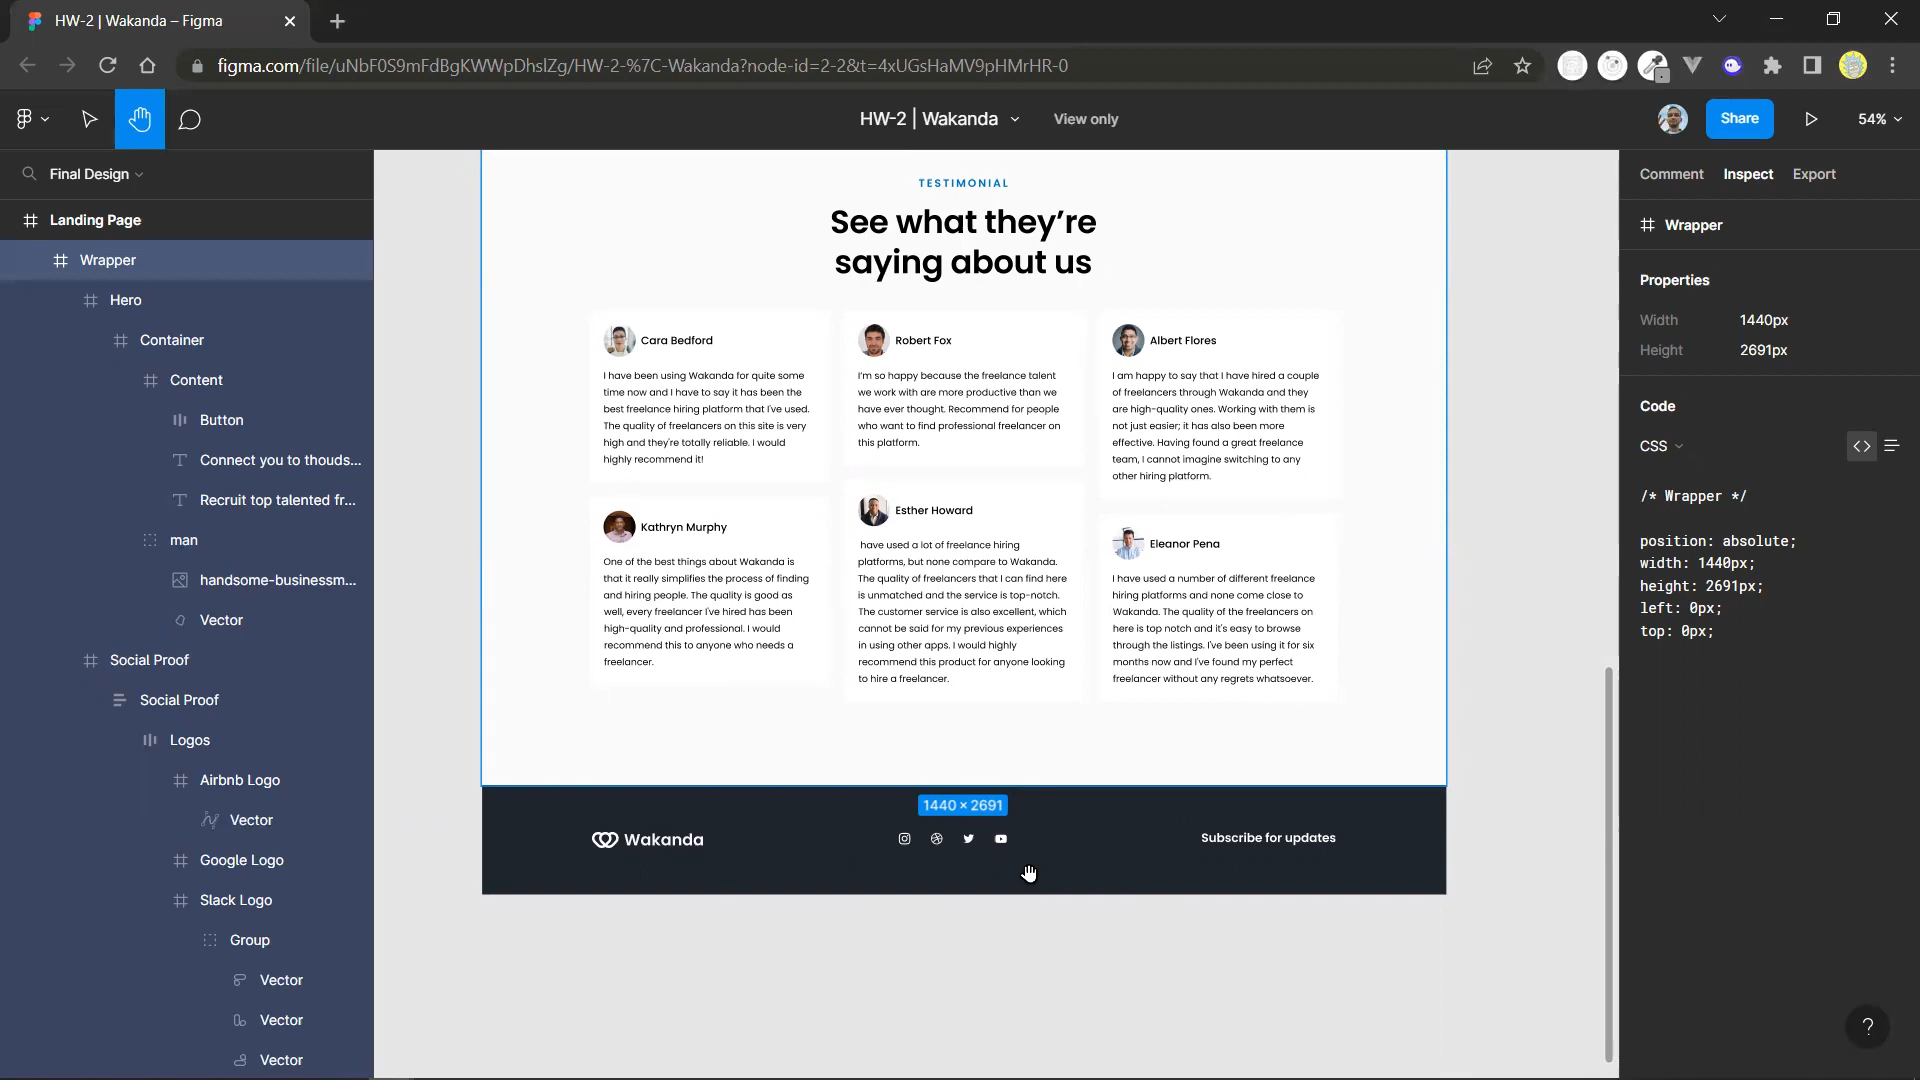 HW-2 | Wakanda – Figma
figma.com/file/uNbF0S9mFdBgKWWpDhslZg/HW-2-%7C-Wakanda?node-id=2-2&t=4xUGsHaMV9pHMrHR-0
HW-2 | Wakanda
View only
Share
54%
Final Design
Landing Page
Wrapper
Hero
Container
Content
Button
Connect you to thouds...
Recruit top talented fr...
man
handsome-businessm...
Vector
Social Proof
Social Proof
Logos
Airbnb Logo
Vector
Google Logo
Slack Logo
Group
Vector
Vector
Vector
TESTIMONIAL
See what they’re
saying about us
Cara Bedford
I have been using Wakanda for quite some
time now and I have to say it has been the
best freelance hiring platform that I've used.
The quality of freelancers on this site is very
high and they're totally reliable. I would
highly recommend it!
Robert Fox
I’m so happy because the freelance talent
we work with are more productive than we
have ever thought. Recommend for people
who want to find professional freelancer on
this platform.
Albert Flores
I am happy to say that I have hired a couple
of freelancers through Wakanda and they
are high-quality ones. Working with them is
not just easier; it has also been more
effective. Having found a great freelance
team, I cannot imagine switching to any
other hiring platform.
Kathryn Murphy
One of the best things about Wakanda is
that it really simplifies the process of finding
and hiring people. The quality is good as
well, every freelancer I've hired has been
high-quality and professional. I would
recommend this to anyone who needs a
freelancer.
Esther Howard
have used a lot of freelance hiring
platforms, but none compare to Wakanda.
The quality of freelancers that I can find here
is unmatched and the service is top-notch.
The customer service is also excellent, which
cannot be said for my previous experiences
in using other apps. I would highly
recommend this product for anyone looking
to hire a freelancer.
Eleanor Pena
I have used a number of different freelance
hiring platforms and none come close to
Wakanda. The quality of the freelancers on
here is top notch and it's easy to browse
through the listings. I've been using it for six
months now and I've found my perfect
freelancer without any regrets whatsoever.
1440 × 2691
Wakanda
Subscribe for updates
Comment
Inspect
Export
Wrapper
Properties
Width
1440px
Height
2691px
Code
CSS
/* Wrapper */
position: absolute;
width: 1440px;
height: 2691px;
left: 0px;
top: 0px;
?